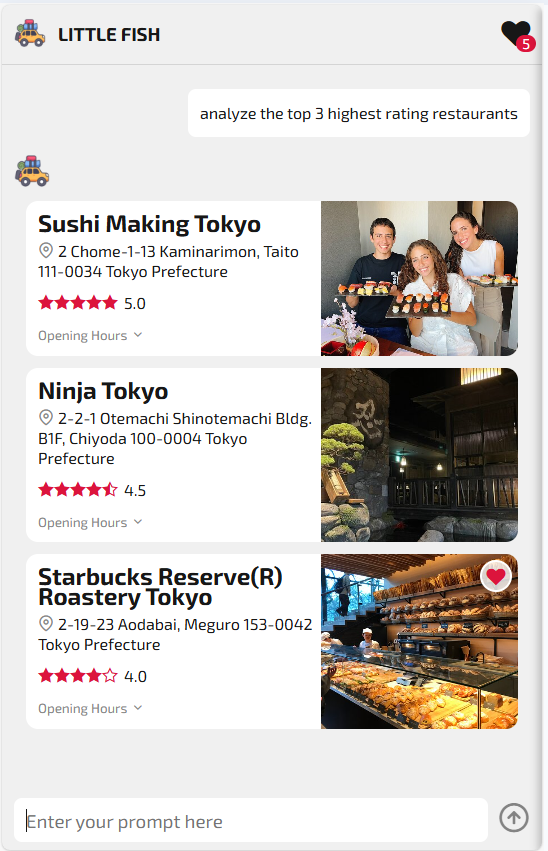 LITTLE FISH
5
analyze the top 3 highest rating restaurants
Sushi Making Tokyo
2 Chome-1-13 Kaminarimon, Taito
111-0034 Tokyo Prefecture
5.0
Opening Hours
Ninja Tokyo
2-2-1 Otemachi Shinotemachi Bldg.
B1F, Chiyoda 100-0004 Tokyo
Prefecture
4.5
Opening Hours
Starbucks Reserve(R)
Roastery Tokyo
2-19-23 Aodabai, Meguro 153-0042
Tokyo Prefecture
4.0
Opening Hours
Enter your prompt here